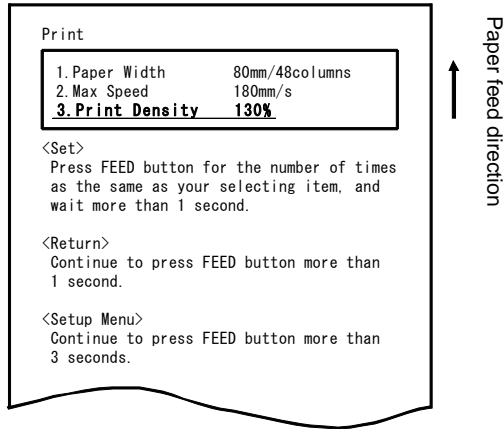 Print
1.Paper Width 80mm/48columns
2.Max Speed 180mm/s
3.Print Density 130%
<Set>
Press FEED button for the number of times
as the same as your selecting item, and
wait more than 1 second.
<Return>
Continue to press FEED button more than
1 second.
<Setup Menu>
Continue to press FEED button more than
3 seconds.
Paper feed direction